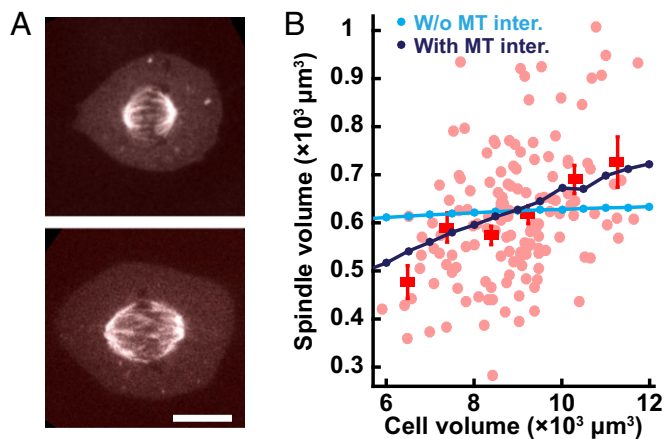 A
B
W/o MT inter.
With MT inter.
Spindle volume (×10³ µm³)
1
0.9
0.8
0.7
0.6
0.5
0.4
0.3
6 8 10 12
Cell volume (×10³ µm³)